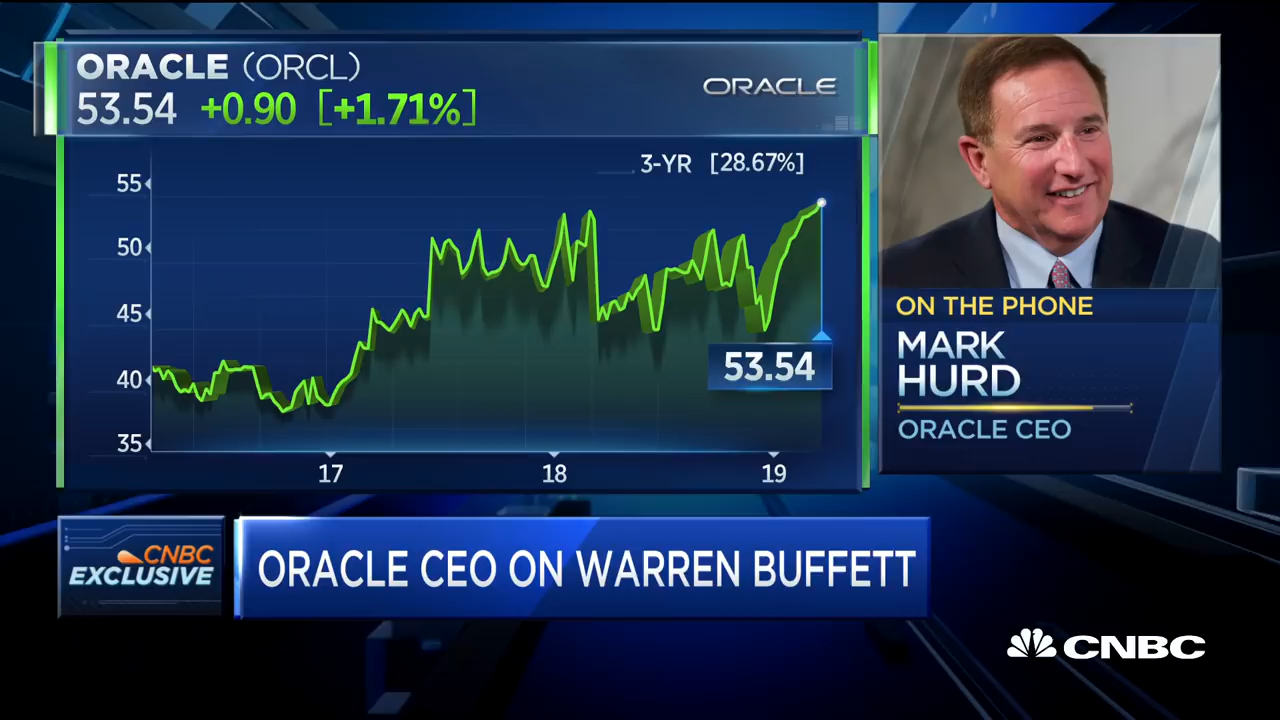 ORACLE (ORCL)
53.54 +0.90 [+1.71%]
ORACLE
3-YR [28.67%]
55
50
45
40
35
53.54
17 18 19
ON THE PHONE
MARK
HURD
ORACLE CEO
CNBC
EXCLUSIVE
ORACLE CEO ON WARREN BUFFETT
CNBC